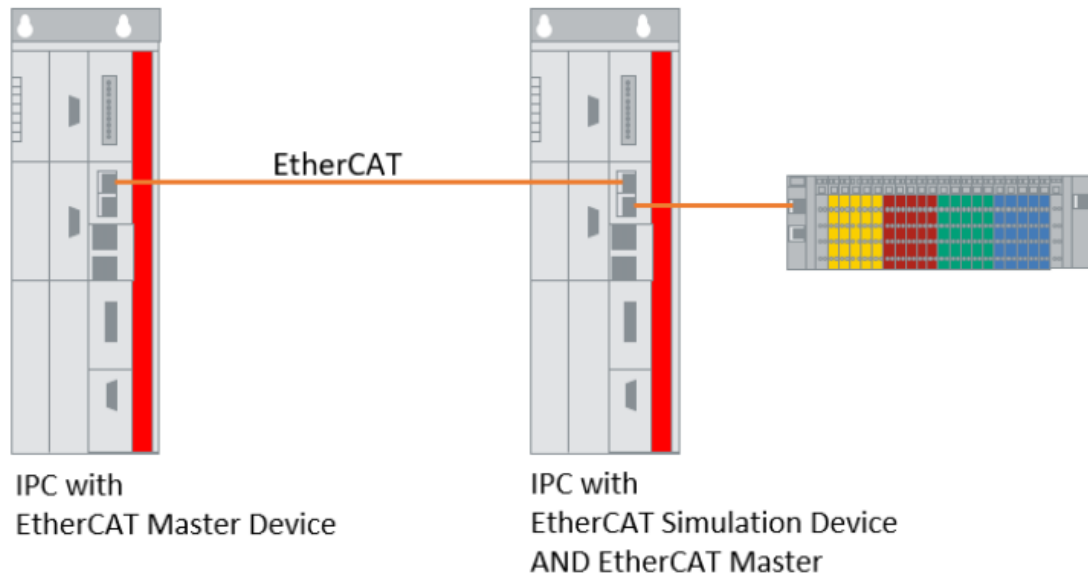 EtherCAT
IPC with
EtherCAT Master Device
IPC with
EtherCAT Simulation Device
AND EtherCAT Master